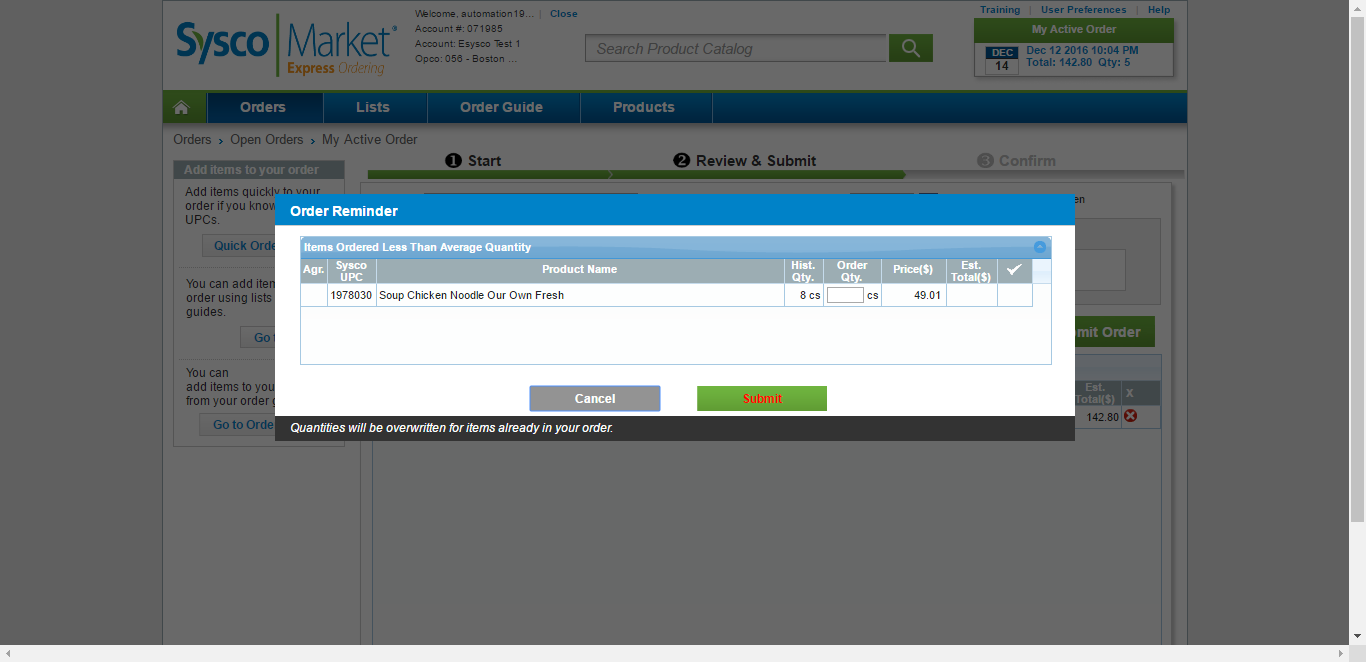 Welcome, automation19... | Close
Account #: 071985
Account: Esysco Test 1
Opco: 056 - Boston ...
Sysco Market
Express Ordering
Search Product Catalog
Training | User Preferences | Help
My Active Order
DEC
14
Dec 12 2016 10:04 PM
Total: 142.80 Qty: 5
Orders Lists Order Guide Products
Orders › Open Orders › My Active Order
1 Start 2 Review & Submit 3 Confirm
Add items to your order
Add items quickly to your
order if you know
UPCs.
Quick Orde
You can add item
order using lists
guides.
Go t
You can
add items to you
from your order g
Go to Orde
en
mit Order
Est.
Total($) X
142.80
Order Reminder
Items Ordered Less Than Average Quantity
Agr. Sysco UPC Product Name Hist. Qty. Order Qty. Price($) Est. Total($)
1978030 Soup Chicken Noodle Our Own Fresh 8 cs cs 49.01
Cancel Submit
Quantities will be overwritten for items already in your order.